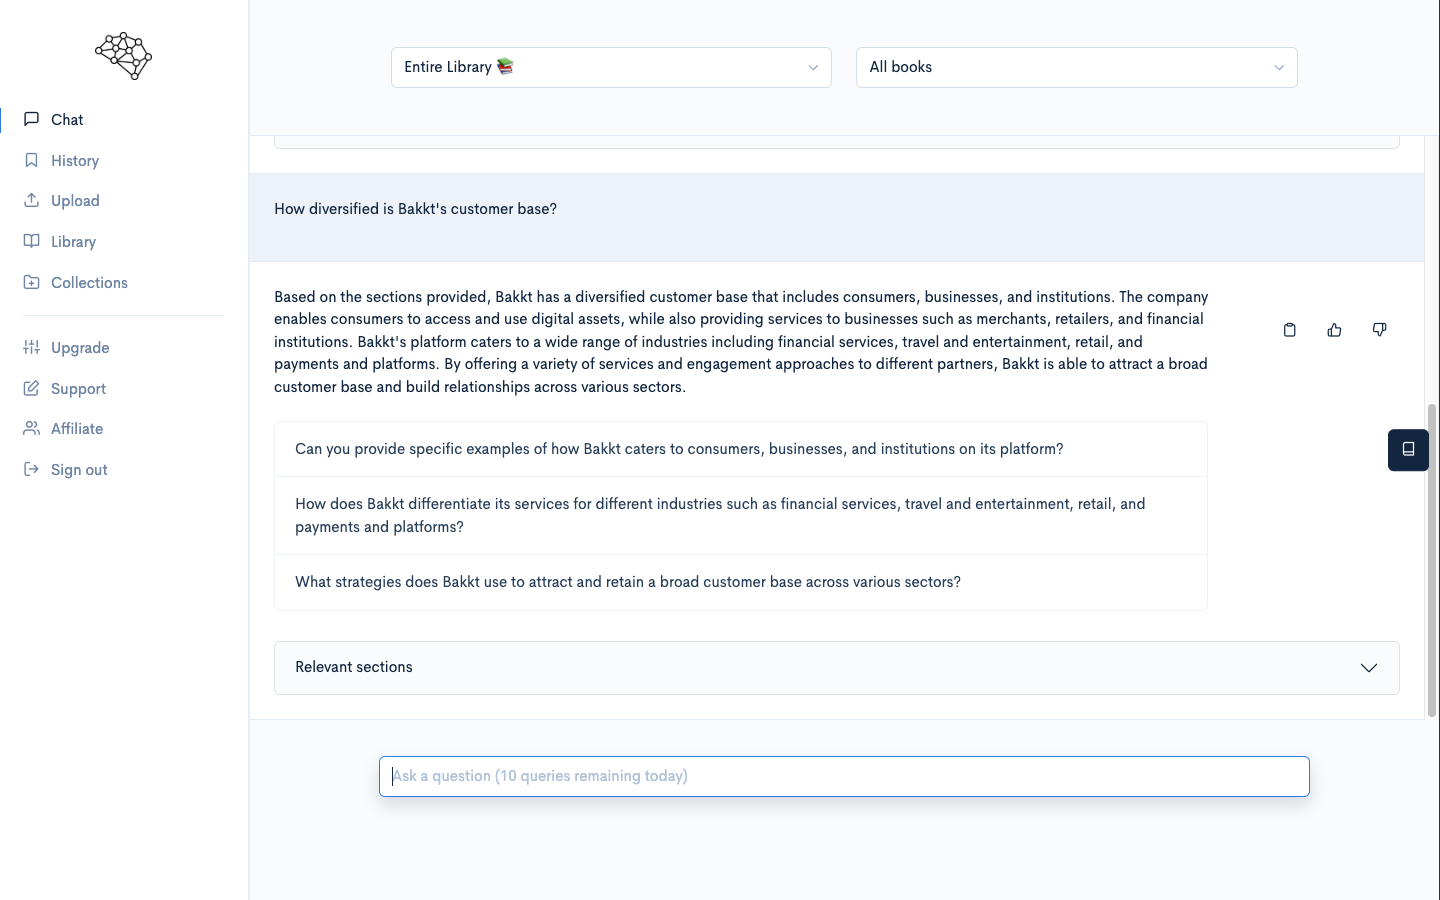 Entire Library 📚
All books
Chat
History
Upload
Library
Collections
Upgrade
Support
Affiliate
Sign out
How diversified is Bakkt's customer base?
Based on the sections provided, Bakkt has a diversified customer base that includes consumers, businesses, and institutions. The company
enables consumers to access and use digital assets, while also providing services to businesses such as merchants, retailers, and financial
institutions. Bakkt's platform caters to a wide range of industries including financial services, travel and entertainment, retail, and
payments and platforms. By offering a variety of services and engagement approaches to different partners, Bakkt is able to attract a broad
customer base and build relationships across various sectors.
Can you provide specific examples of how Bakkt caters to consumers, businesses, and institutions on its platform?
How does Bakkt differentiate its services for different industries such as financial services, travel and entertainment, retail, and
payments and platforms?
What strategies does Bakkt use to attract and retain a broad customer base across various sectors?
Relevant sections
Ask a question (10 queries remaining today)